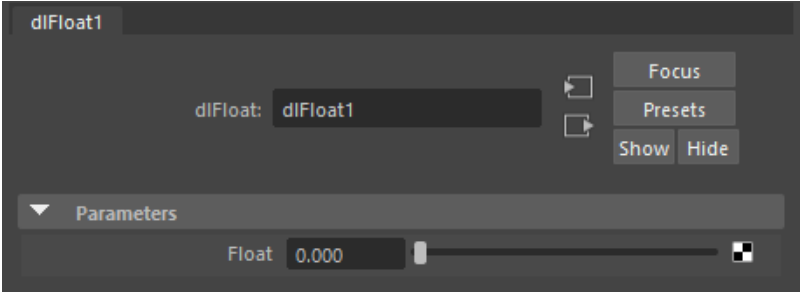 dlFloat1
Focus
dlFloat: dlFloat1
Presets
Show Hide
Parameters
Float 0.000